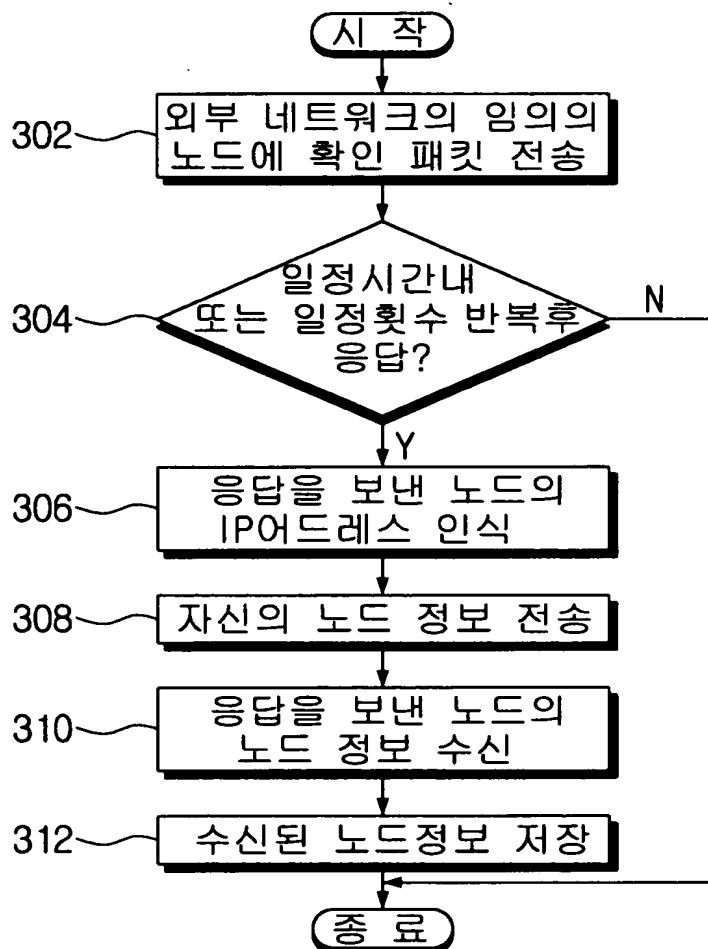 시 작
302
외부 네트워크의 임의의
노드에 확인 패킷 전송
304
일정시간내
또는 일정횟수 반복후
응답?
N
Y
306
응답을 보낸 노드의
IP어드레스 인식
308
자신의 노드 정보 전송
310
응답을 보낸 노드의
노드 정보 수신
312
수신된 노드정보 저장
종 료